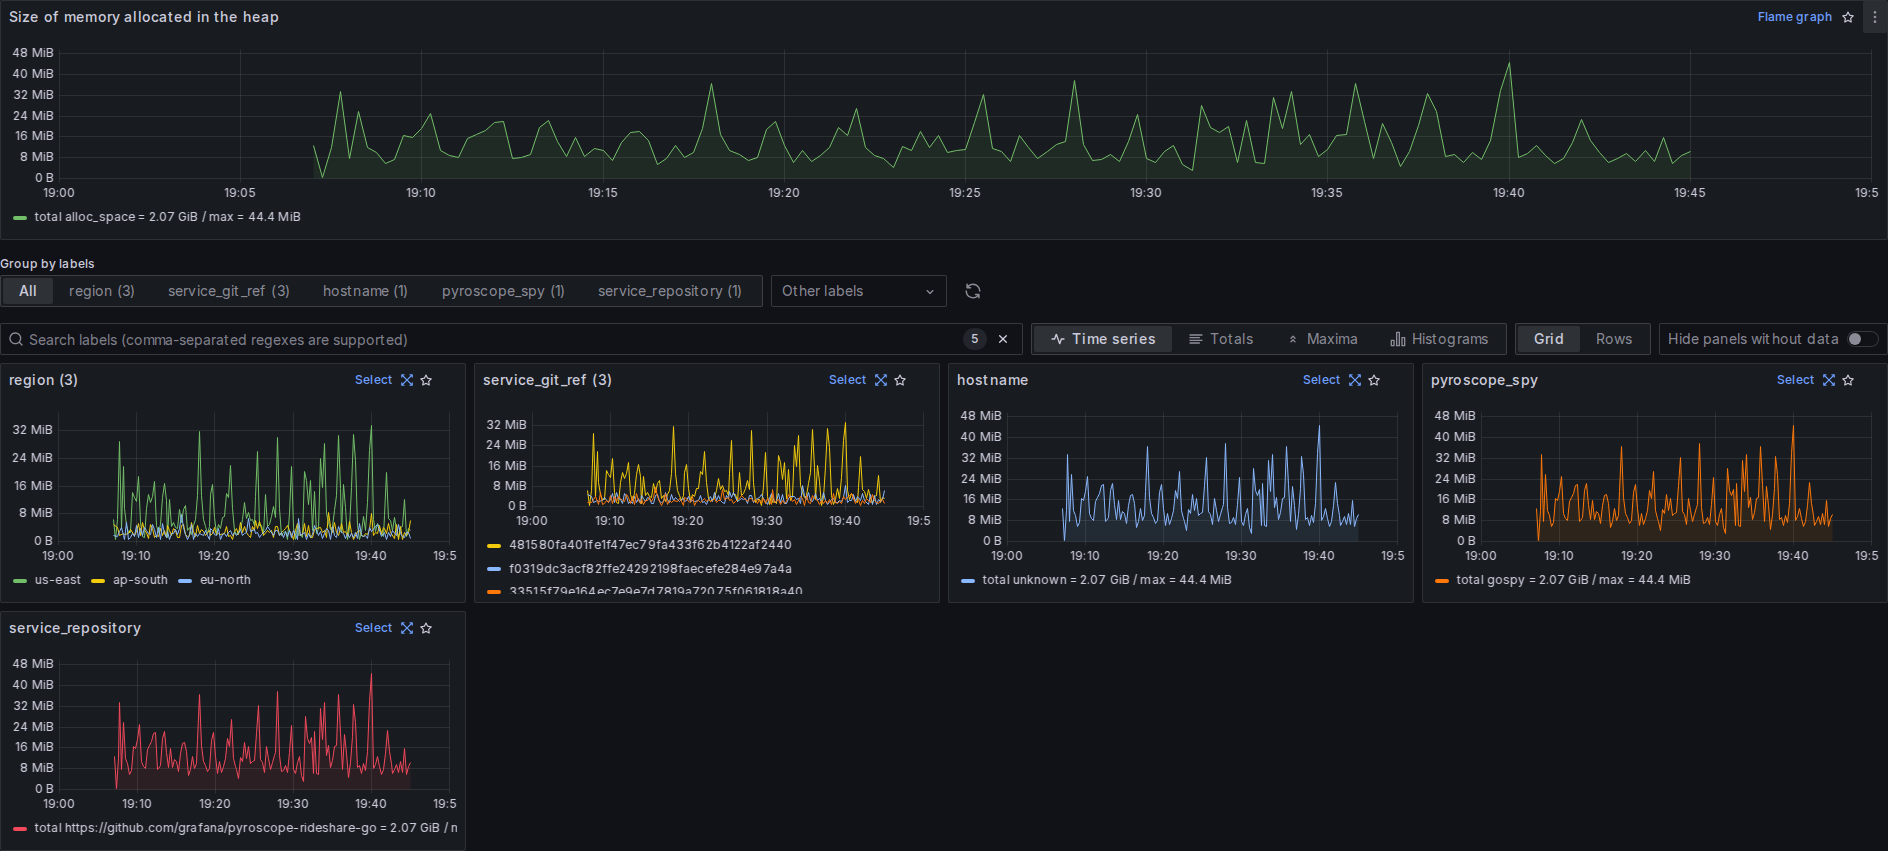 Size of memory allocated in the heap
Flame graph
48 MiB
40 MiB
32 MiB
24 MiB
16 MiB
8 MiB
0 B
19:00 19:05 19:10 19:15 19:20 19:25 19:30 19:35 19:40 19:45 19:5
total alloc_space = 2.07 GiB / max = 44.4 MiB
Group by labels
All region (3) service_git_ref (3) hostname (1) pyroscope_spy (1) service_repository (1) Other labels
Search labels (comma-separated regexes are supported) 5 Time series Totals Maxima Histograms Grid Rows Hide panels without data
region (3) Select
32 MiB
24 MiB
16 MiB
8 MiB
0 B
19:00 19:10 19:20 19:30 19:40 19:5
us-east ap-south eu-north
service_git_ref (3) Select
32 MiB
24 MiB
16 MiB
8 MiB
0 B
19:00 19:10 19:20 19:30 19:40 19:5
481580fa401fe1f47ec79fa433f62b4122af2440
f0319dc3acf82ffe24292198faecefe284e97a4a
33515f79e164ec7e9e7d7819a72075f061818a40
hostname Select
48 MiB
40 MiB
32 MiB
24 MiB
16 MiB
8 MiB
0 B
19:00 19:10 19:20 19:30 19:40 19:5
total unknown = 2.07 GiB / max = 44.4 MiB
pyroscope_spy Select
48 MiB
40 MiB
32 MiB
24 MiB
16 MiB
8 MiB
0 B
19:00 19:10 19:20 19:30 19:40 19:5
total gospy = 2.07 GiB / max = 44.4 MiB
service_repository Select
48 MiB
40 MiB
32 MiB
24 MiB
16 MiB
8 MiB
0 B
19:00 19:10 19:20 19:30 19:40 19:5
total https://github.com/grafana/pyroscope-rideshare-go = 2.07 GiB /